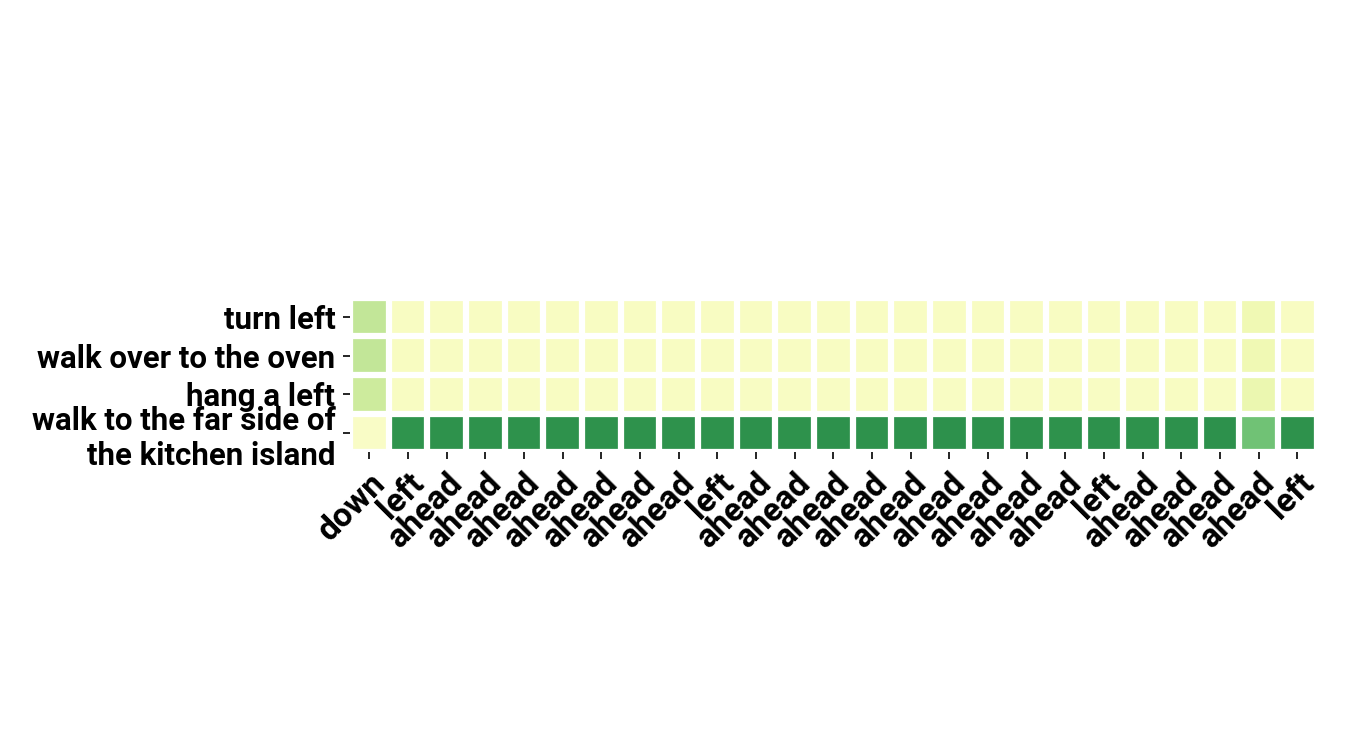 turn left
walk over to the oven
hang a left
walk to the far side of
the kitchen island
down
left
ahead
ahead
ahead
ahead
ahead
ahead
ahead
left
ahead
ahead
ahead
ahead
ahead
ahead
ahead
ahead
ahead
left
ahead
ahead
ahead
ahead
left